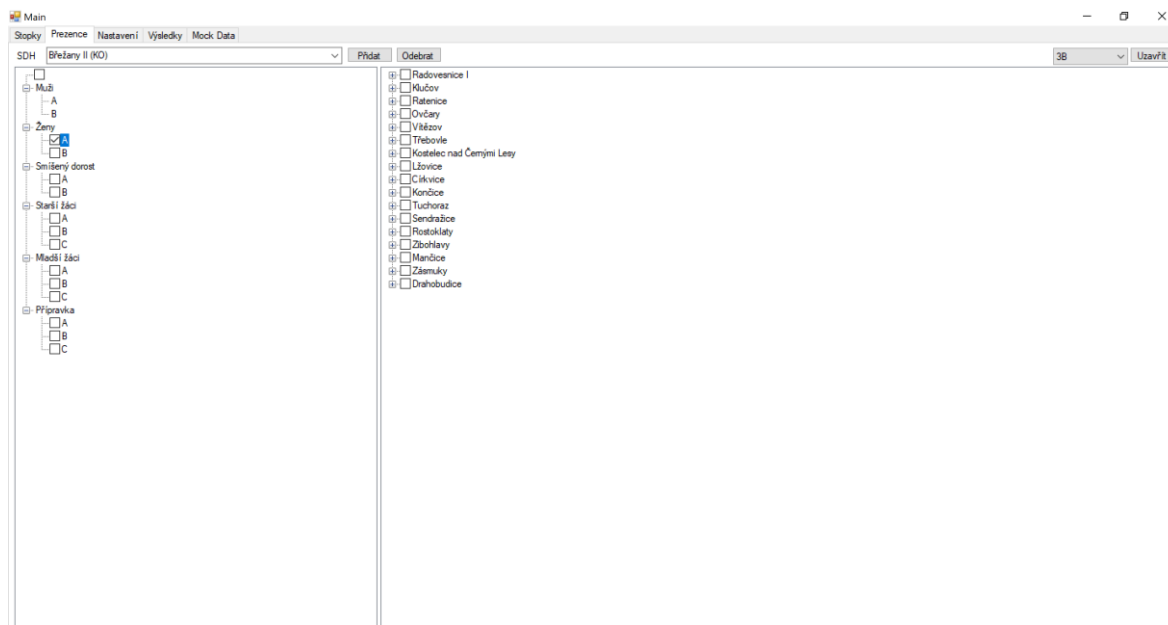 Main
Stopky Prezence Nastavení Výsledky Mock Data
SDH Břežany II (KO) Přidat Odebrat 3B Uzavřít
Muži
A
B
Ženy
A
B
Smíšený dorost
A
B
Starší žáci
A
B
C
Mladší žáci
A
B
C
Přípravka
A
B
C
Radovesnice I
Klučov
Ratenice
Ovčary
Vítězov
Třebovle
Kostelec nad Černými Lesy
Lžovice
Církvice
Končice
Tuchoraz
Sendražice
Rostoklaty
Zibohlavy
Mančice
Zásmuky
Drahobudice